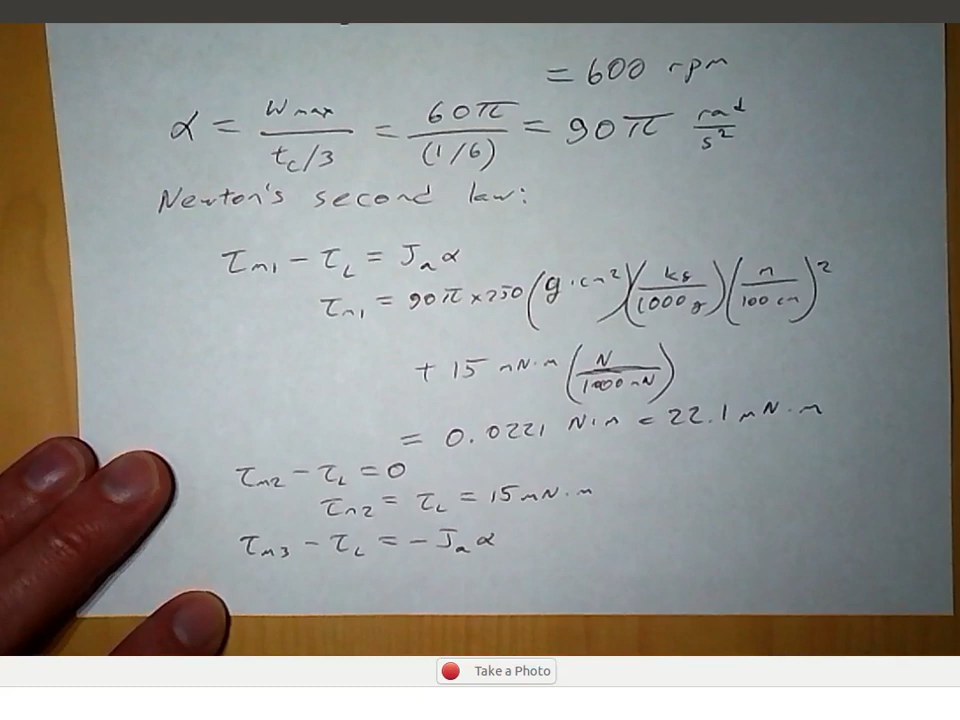 = 600 rpm
α = ωmax / (tc/3) = 60π / (1/6) = 90π rad/s²
Newton's second law:
τm1 − τL = Jaα
τm1 = 90π × 250 (g·cm²)(kg/1000 g)(m/100 cm)²
+ 15 mN·m (N/1000 mN)
= 0.0221 N·m = 22.1 mN·m
τm2 − τL = 0
τm2 = τL = 15 mN·m
τm3 − τL = − Jaα
Take a Photo